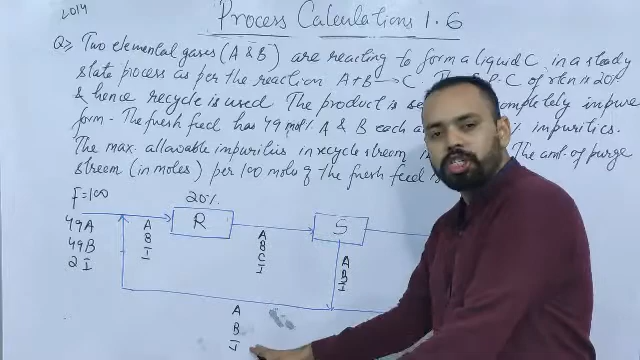 2014
Process Calculations 1.6
Q> Two elemental gases (A & B) are reacting to form a liquid C in a steady
state process as per the reaction A+B → C. The S.P.C of rxn is 20%
& hence recycle is used. The product is se completely in pure
form. The fresh feed has 49 mol% A & B each a % impurities.
The max. allowable impurities in recycle stream is The amt of purge
stream (in moles) per 100 moles of the fresh feed is
F=100
20%
49A
49B
2I
A
B
I
R
A
B
C
I
S
A
B
I
A
B
I